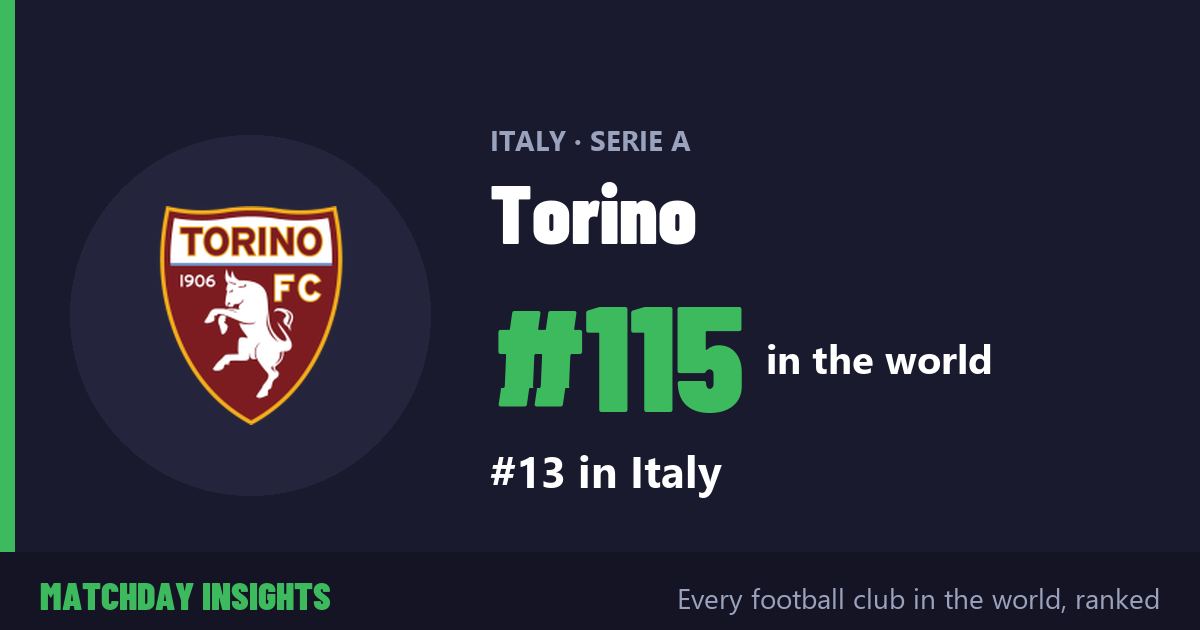 ITALY · SERIE A
Torino
TORINO
1906 FC
#115 in the world
#13 in Italy
MATCHDAY INSIGHTS
Every football club in the world, ranked